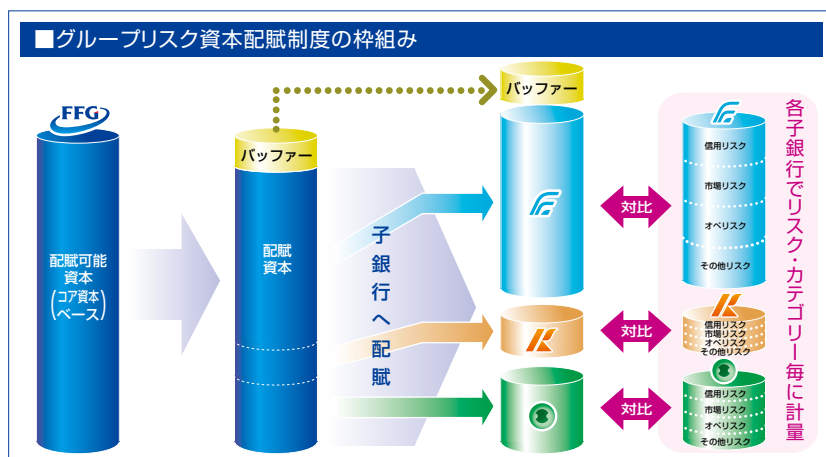 ■グループリスク資本配賦制度の枠組み
FFG
配賦可能
資本
(コア資本
ベース)
バッファー
配賦
資本
子銀行へ配賦
バッファー
対比
対比
対比
信用リスク
市場リスク
オペリスク
その他リスク
信用リスク
市場リスク
オペリスク
その他リスク
信用リスク
市場リスク
オペリスク
その他リスク
各子銀行でリスク・カテゴリー毎に計量